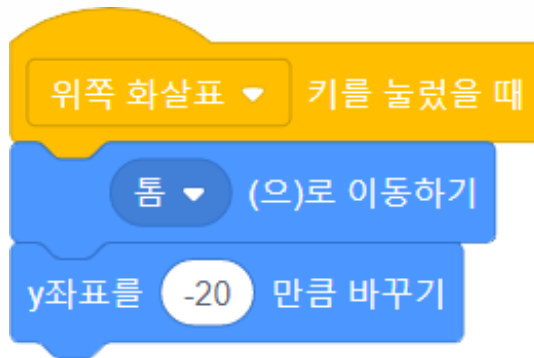 위쪽 화살표 키를 눌렀을 때
톰 (으)로 이동하기
y좌표를 -20 만큼 바꾸기